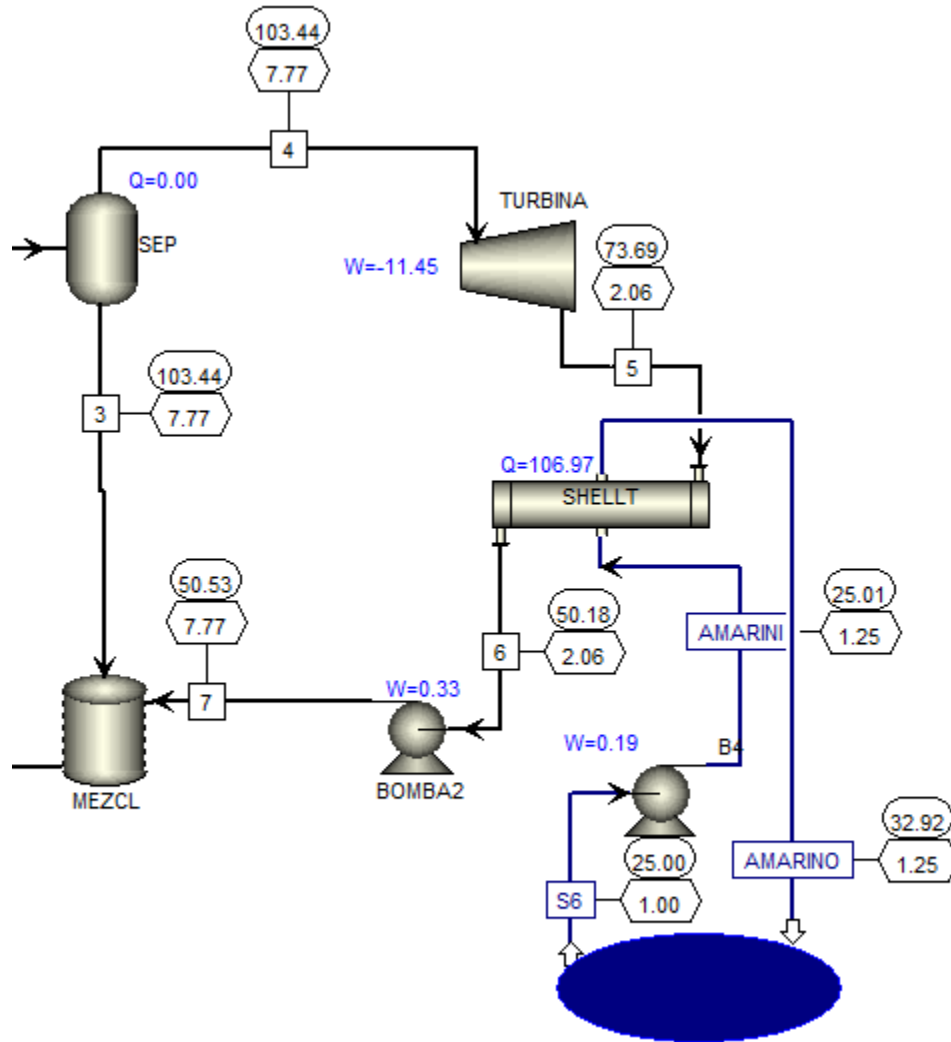 103.44
7.77
4
Q=0.00
SEP
TURBINA
W=-11.45
73.69
2.06
5
103.44
7.77
3
Q=106.97
SHELLT
50.53
7.77
7
W=0.33
BOMBA2
50.18
2.06
6
AMARINI
25.01
1.25
MEZCL
W=0.19
B4
25.00
1.00
S6
AMARINO
32.92
1.25